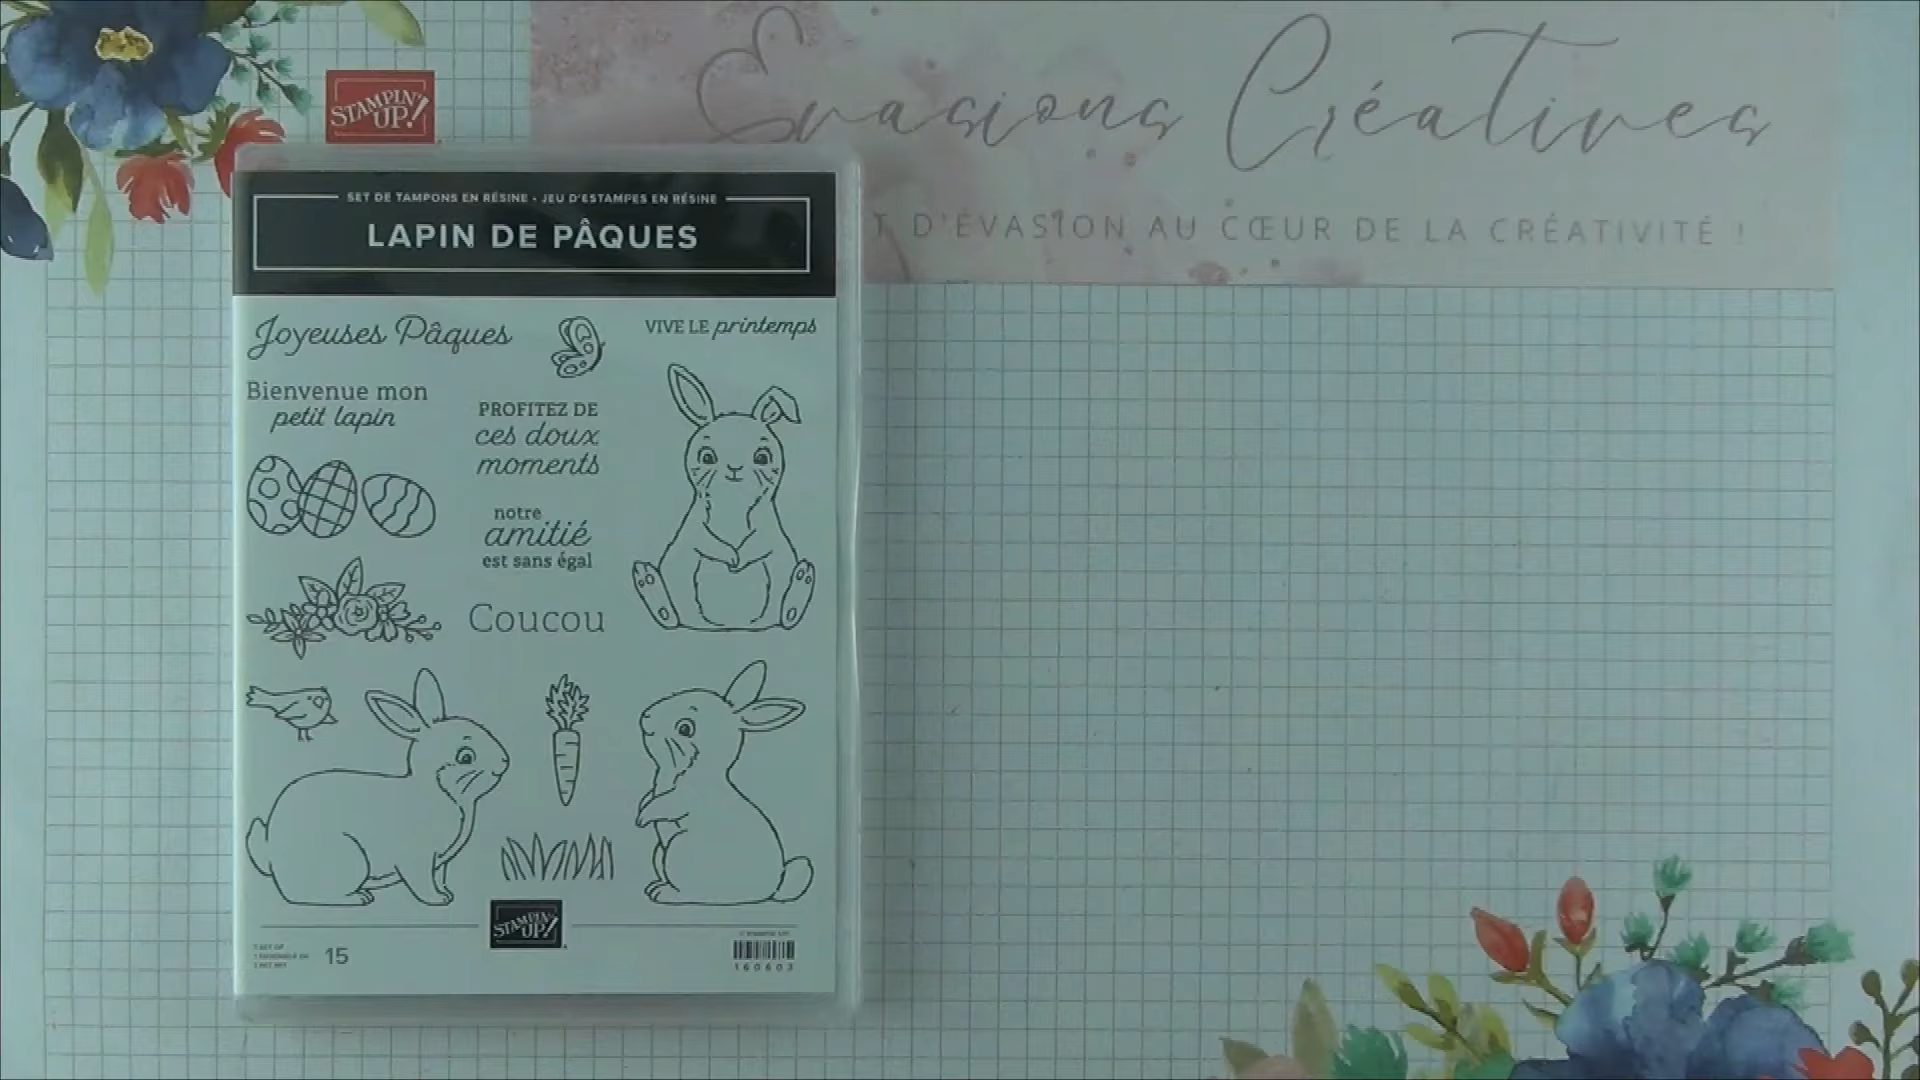 Evasions Créatives
T D'ÉVASION AU CŒUR DE LA CRÉATIVITÉ !
STAMPIN' UP!
SET DE TAMPONS EN RÉSINE • JEU D'ESTAMPES EN RÉSINE
LAPIN DE PÂQUES
Joyeuses Pâques
VIVE LE printemps
Bienvenue mon
petit lapin
PROFITEZ DE
ces doux
moments
notre
amitié
est sans égal
Coucou
STAMPIN' UP!
15
160603